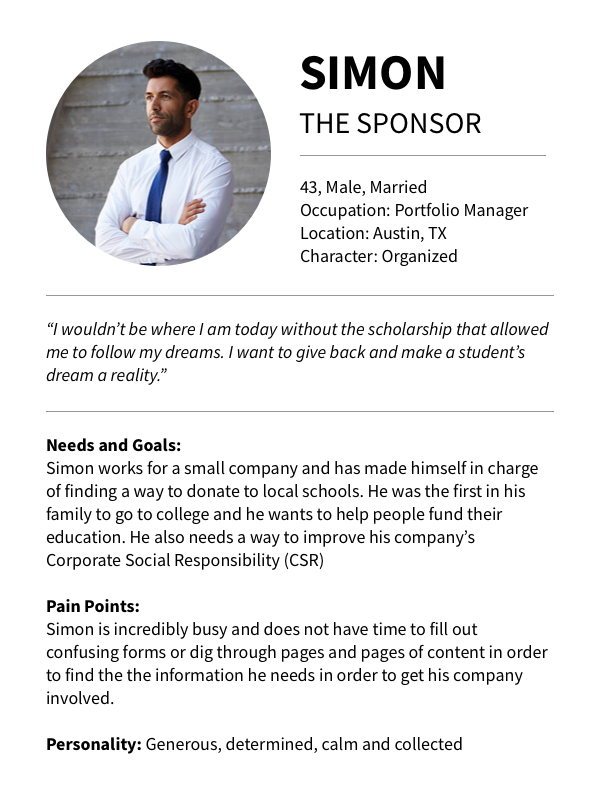 SIMON
THE SPONSOR
43, Male, Married
Occupation: Portfolio Manager
Location: Austin, TX
Character: Organized
“I wouldn’t be where I am today without the scholarship that allowed
me to follow my dreams. I want to give back and make a student’s
dream a reality.”
Needs and Goals:
Simon works for a small company and has made himself in charge
of finding a way to donate to local schools. He was the first in his
family to go to college and he wants to help people fund their
education. He also needs a way to improve his company’s
Corporate Social Responsibility (CSR)
Pain Points:
Simon is incredibly busy and does not have time to fill out
confusing forms or dig through pages and pages of content in order
to find the the information he needs in order to get his company
involved.
Personality: Generous, determined, calm and collected